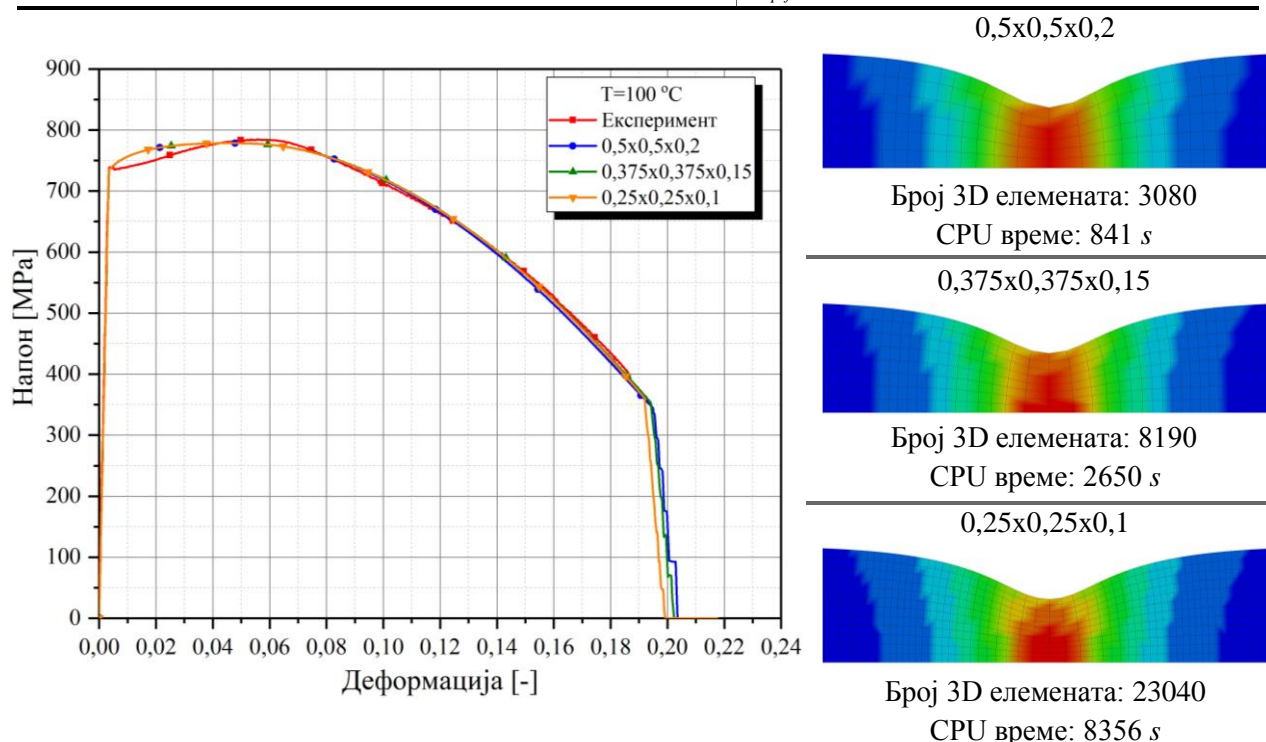 900
800
700
600
500
400
300
200
100
0
Напон [MPa]
0,00 0,02 0,04 0,06 0,08 0,10 0,12 0,14 0,16 0,18 0,20 0,22 0,24
Деформација [-]
T=100 ºC
Експеримент
0,5x0,5x0,2
0,375x0,375x0,15
0,25x0,25x0,1
0,5x0,5x0,2
Број 3D елемената: 3080
CPU време: 841 s
0,375x0,375x0,15
Број 3D елемената: 8190
CPU време: 2650 s
0,25x0,25x0,1
Број 3D елемената: 23040
CPU време: 8356 s